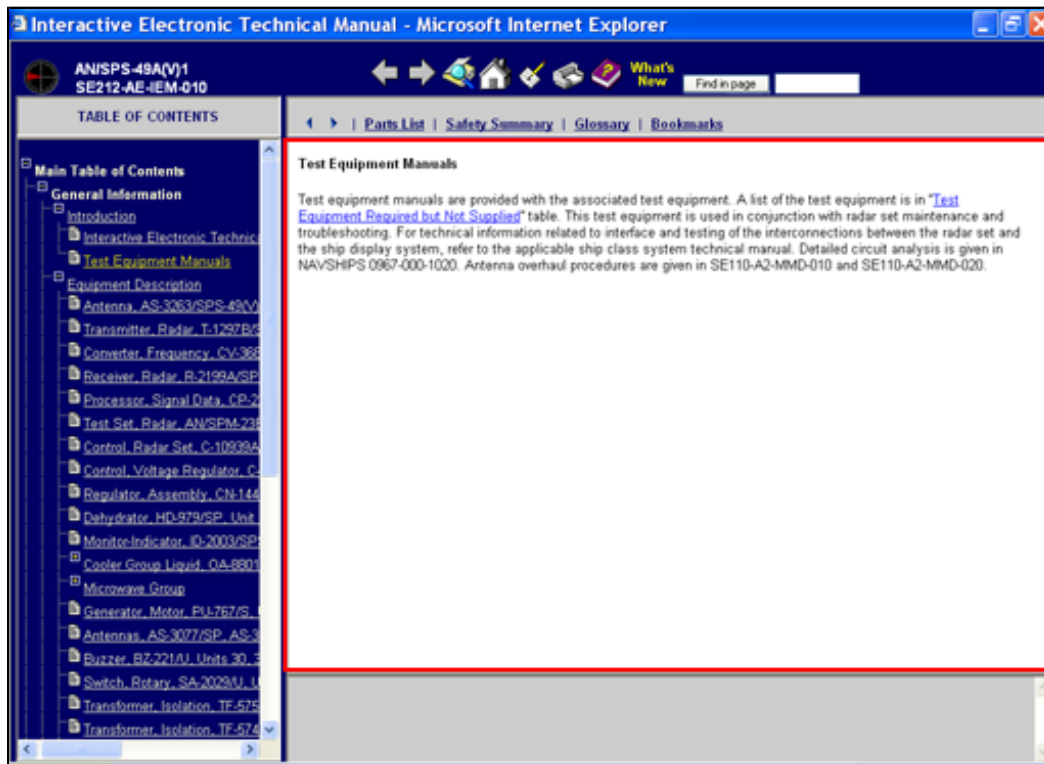 Interactive Electronic Technical Manual - Microsoft Internet Explorer
AN/SPS-49A(V)1
SE212-AE-IEM-010
What's
New
Find in page
TABLE OF CONTENTS
| Parts List | Safety Summary | Glossary | Bookmarks
Main Table of Contents
General Information
Introduction
Interactive Electronic Technic
Test Equipment Manuals
Equipment Description
Antenna, AS-3263/SPS-49(V)
Transmitter, Radar, T-1297B/S
Converter, Frequency, CV-366
Receiver, Radar, R-2199A/SP
Processor, Signal Data, CP-2
Test Set, Radar, AN/SPM-23B
Control, Radar Set, C-10939A
Control, Voltage Regulator, C-
Regulator, Assembly, CN-144
Dehydrator, HD-979/SP, Unit
Monitor-Indicator, ID-2003/SPS
Cooler Group Liquid, OA-8801
Microwave Group
Generator, Motor, PU-767/S,
Antennas, AS-3077/SP, AS-3
Buzzer, BZ-221/U, Units 30, 3
Switch, Rotary, SA-2029/U, U
Transformer, Isolation, TF-575
Transformer, Isolation, TF-574
Test Equipment Manuals
Test equipment manuals are provided with the associated test equipment. A list of the test equipment is in "Test
Equipment Required but Not Supplied" table. This test equipment is used in conjunction with radar set maintenance and
troubleshooting. For technical information related to interface and testing of the interconnections between the radar set and
the ship display system, refer to the applicable ship class system technical manual. Detailed circuit analysis is given in
NAVSHIPS 0967-000-1020. Antenna overhaul procedures are given in SE110-A2-MMD-010 and SE110-A2-MMD-020.